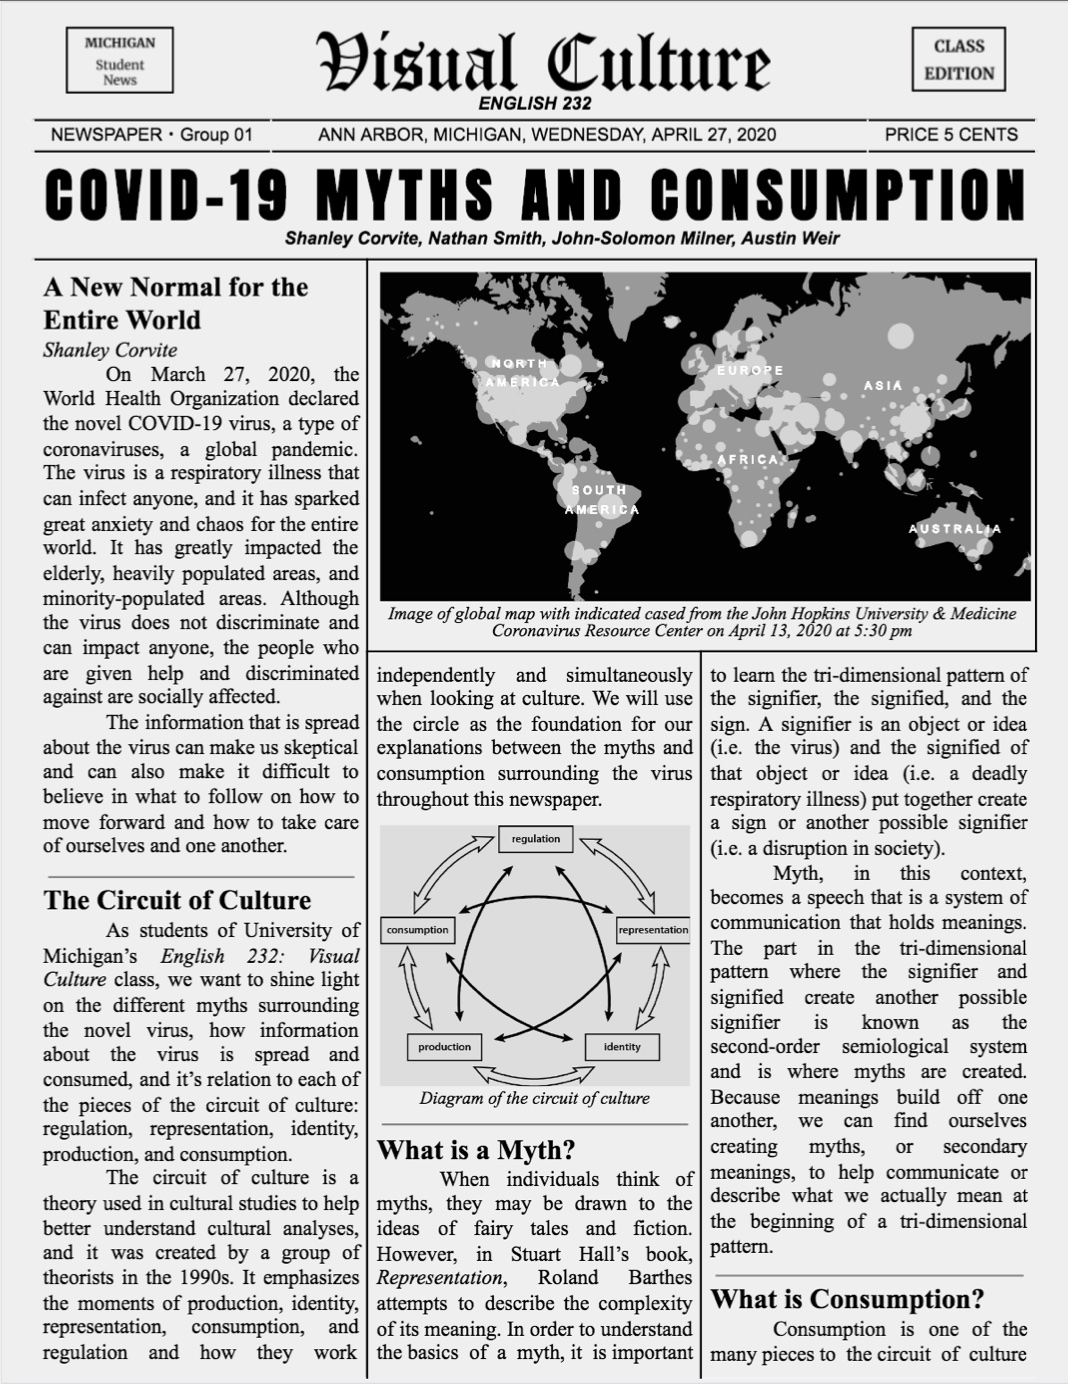 MICHIGAN
Student
News
Visual Culture
ENGLISH 232
CLASS
EDITION
NEWSPAPER • Group 01
ANN ARBOR, MICHIGAN, WEDNESDAY, APRIL 27, 2020
PRICE 5 CENTS
COVID-19 MYTHS AND CONSUMPTION
Shanley Corvite, Nathan Smith, John-Solomon Milner, Austin Weir
A New Normal for the
Entire World
Shanley Corvite
On March 27, 2020, the
World Health Organization declared
the novel COVID-19 virus, a type of
coronaviruses, a global pandemic.
The virus is a respiratory illness that
can infect anyone, and it has sparked
great anxiety and chaos for the entire
world. It has greatly impacted the
elderly, heavily populated areas, and
minority-populated areas. Although
the virus does not discriminate and
can impact anyone, the people who
are given help and discriminated
against are socially affected.
The information that is spread
about the virus can make us skeptical
and can also make it difficult to
believe in what to follow on how to
move forward and how to take care
of ourselves and one another.
The Circuit of Culture
As students of University of
Michigan's English 232: Visual
Culture class, we want to shine light
on the different myths surrounding
the novel virus, how information
about the virus is spread and
consumed, and it's relation to each of
the pieces of the circuit of culture:
regulation, representation, identity,
production, and consumption.
The circuit of culture is a
theory used in cultural studies to help
better understand cultural analyses,
and it was created by a group of
theorists in the 1990s. It emphasizes
the moments of production, identity,
representation, consumption, and
regulation and how they work
NORTH
AMERICA
EUROPE
ASIA
AFRICA
SOUTH
AMERICA
AUSTRALIA
Image of global map with indicated cased from the John Hopkins University & Medicine
Coronavirus Resource Center on April 13, 2020 at 5:30 pm
independently and simultaneously
when looking at culture. We will use
the circle as the foundation for our
explanations between the myths and
consumption surrounding the virus
throughout this newspaper.
regulation
consumption
representation
production
identity
Diagram of the circuit of culture
What is a Myth?
When individuals think of
myths, they may be drawn to the
ideas of fairy tales and fiction.
However, in Stuart Hall's book,
Representation, Roland Barthes
attempts to describe the complexity
of its meaning. In order to understand
the basics of a myth, it is important
to learn the tri-dimensional pattern of
the signifier, the signified, and the
sign. A signifier is an object or idea
(i.e. the virus) and the signified of
that object or idea (i.e. a deadly
respiratory illness) put together create
a sign or another possible signifier
(i.e. a disruption in society).
Myth, in this context,
becomes a speech that is a system of
communication that holds meanings.
The part in the tri-dimensional
pattern where the signifier and
signified create another possible
signifier is known as the
second-order semiological system
and is where myths are created.
Because meanings build off one
another, we can find ourselves
creating myths, or secondary
meanings, to help communicate or
describe what we actually mean at
the beginning of a tri-dimensional
pattern.
What is Consumption?
Consumption is one of the
many pieces to the circuit of culture